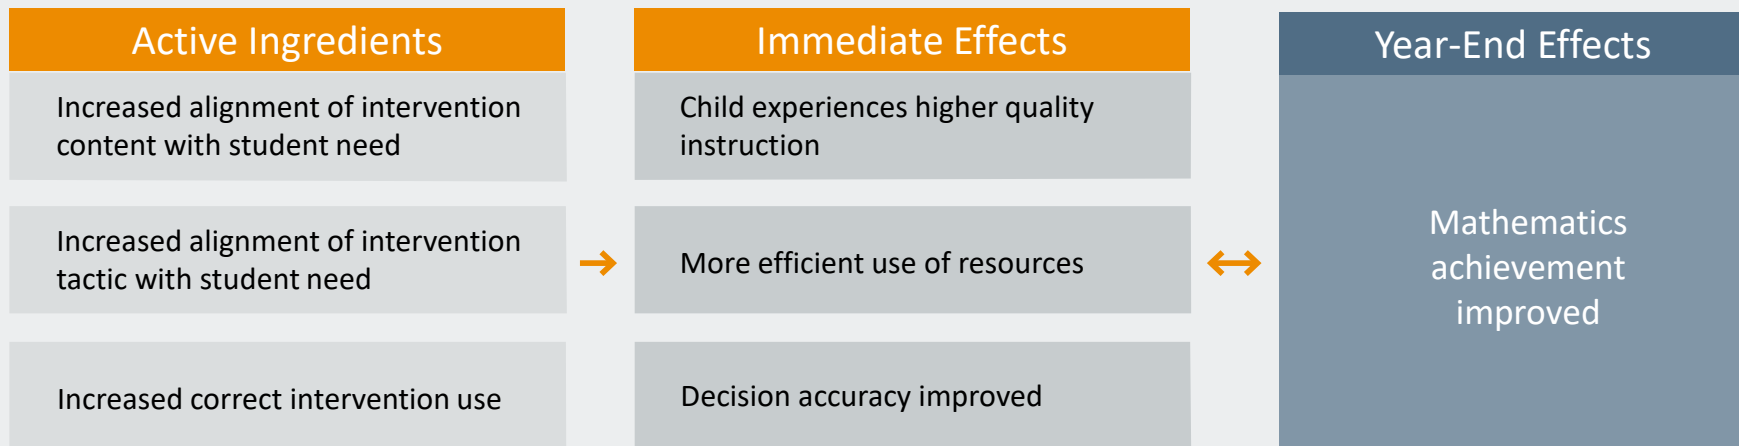 Active Ingredients
Increased alignment of intervention
content with student need
Increased alignment of intervention
tactic with student need
Increased correct intervention use
Immediate Effects
Child experiences higher quality
instruction
More efficient use of resources
Decision accuracy improved
Year-End Effects
Mathematics
achievement
improved